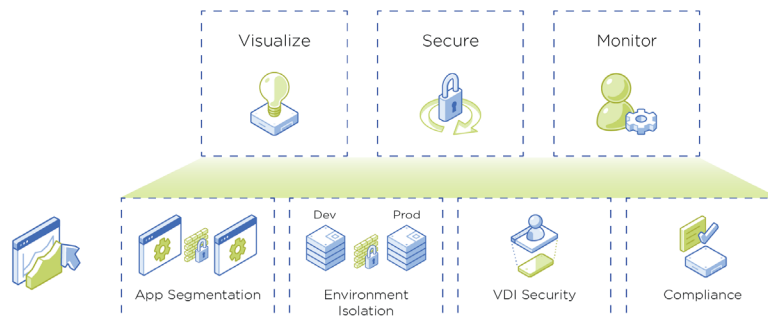 Visualize
Secure
Monitor
Dev
Prod
App Segmentation
Environment
Isolation
VDI Security
Compliance